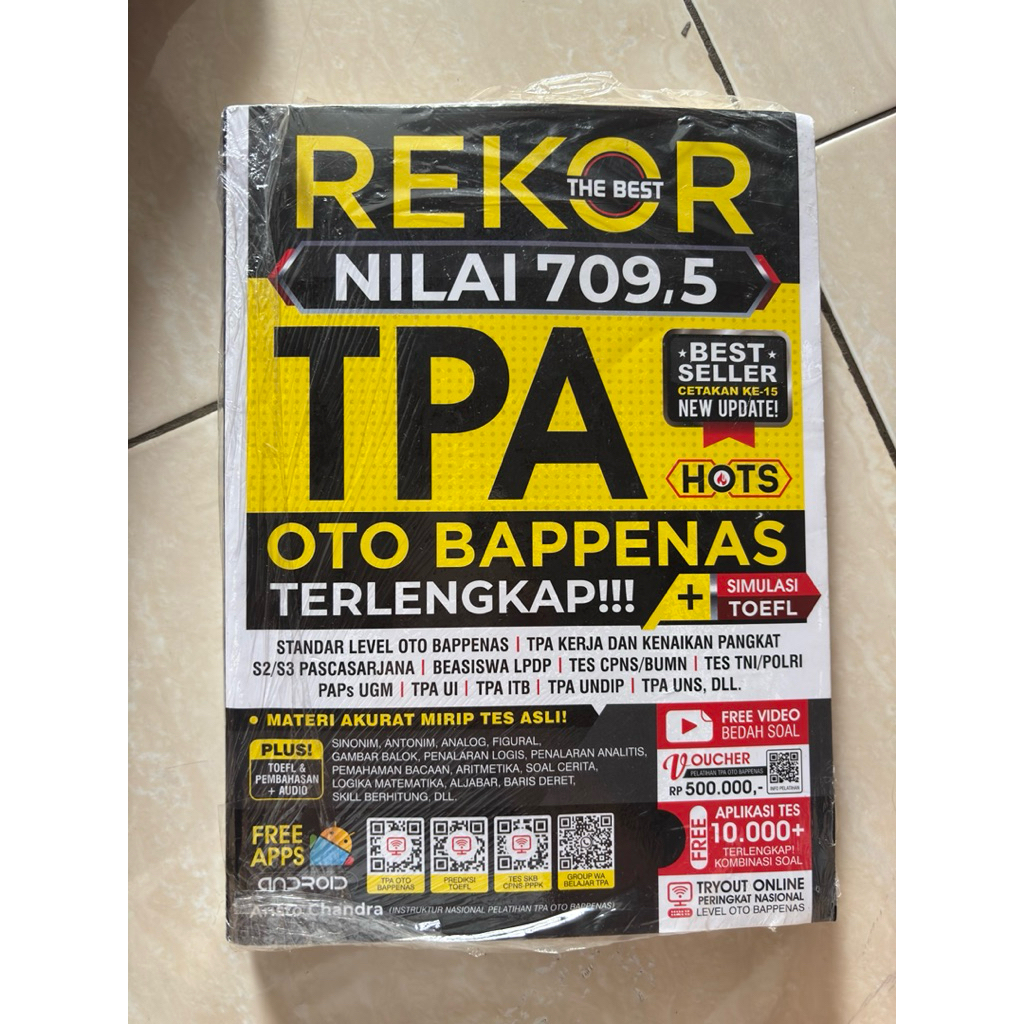 REKOR
THE BEST
NILAI 709,5
TPA
★BEST★
SELLER
CETAKAN KE-15
NEW UPDATE!
HOTS
OTO BAPPENAS
TERLENGKAP!!!
+
SIMULASI
TOEFL
STANDAR LEVEL OTO BAPPENAS | TPA KERJA DAN KENAIKAN PANGKAT
S2/S3 PASCASARJANA | BEASISWA LPDP | TES CPNS/BUMN | TES TNI/POLRI
PAPs UGM | TPA UI | TPA ITB | TPA UNDIP | TPA UNS, DLL.
• MATERI AKURAT MIRIP TES ASLI!
PLUS!
TOEFL &
PEMBAHASAN
+ AUDIO
SINONIM, ANTONIM, ANALOG, FIGURAL,
GAMBAR BALOK, PENALARAN LOGIS, PENALARAN ANALITIS,
PEMAHAMAN BACAAN, ARITMETIKA, SOAL CERITA,
LOGIKA MATEMATIKA, ALJABAR, BARIS DERET,
SKILL BERHITUNG, DLL.
FREE VIDEO
BEDAH SOAL
VOUCHER
PELATIHAN TPA OTO BAPPENAS
RP 500.000,-
INFO PELATIHAN
FREE
APLIKASI TES
10.000+
TERLENGKAP!
KOMBINASI SOAL
TRYOUT ONLINE
PERINGKAT NASIONAL
LEVEL OTO BAPPENAS
FREE
APPS
ANDROID
TPA OTO
BAPPENAS
PREDIKSI
TOEFL
TES SKB
CPNS-PPPK
GROUP WA
BELAJAR TPA
Chandra (INSTRUKTUR NASIONAL PELATIHAN TPA OTO BAPPENAS)